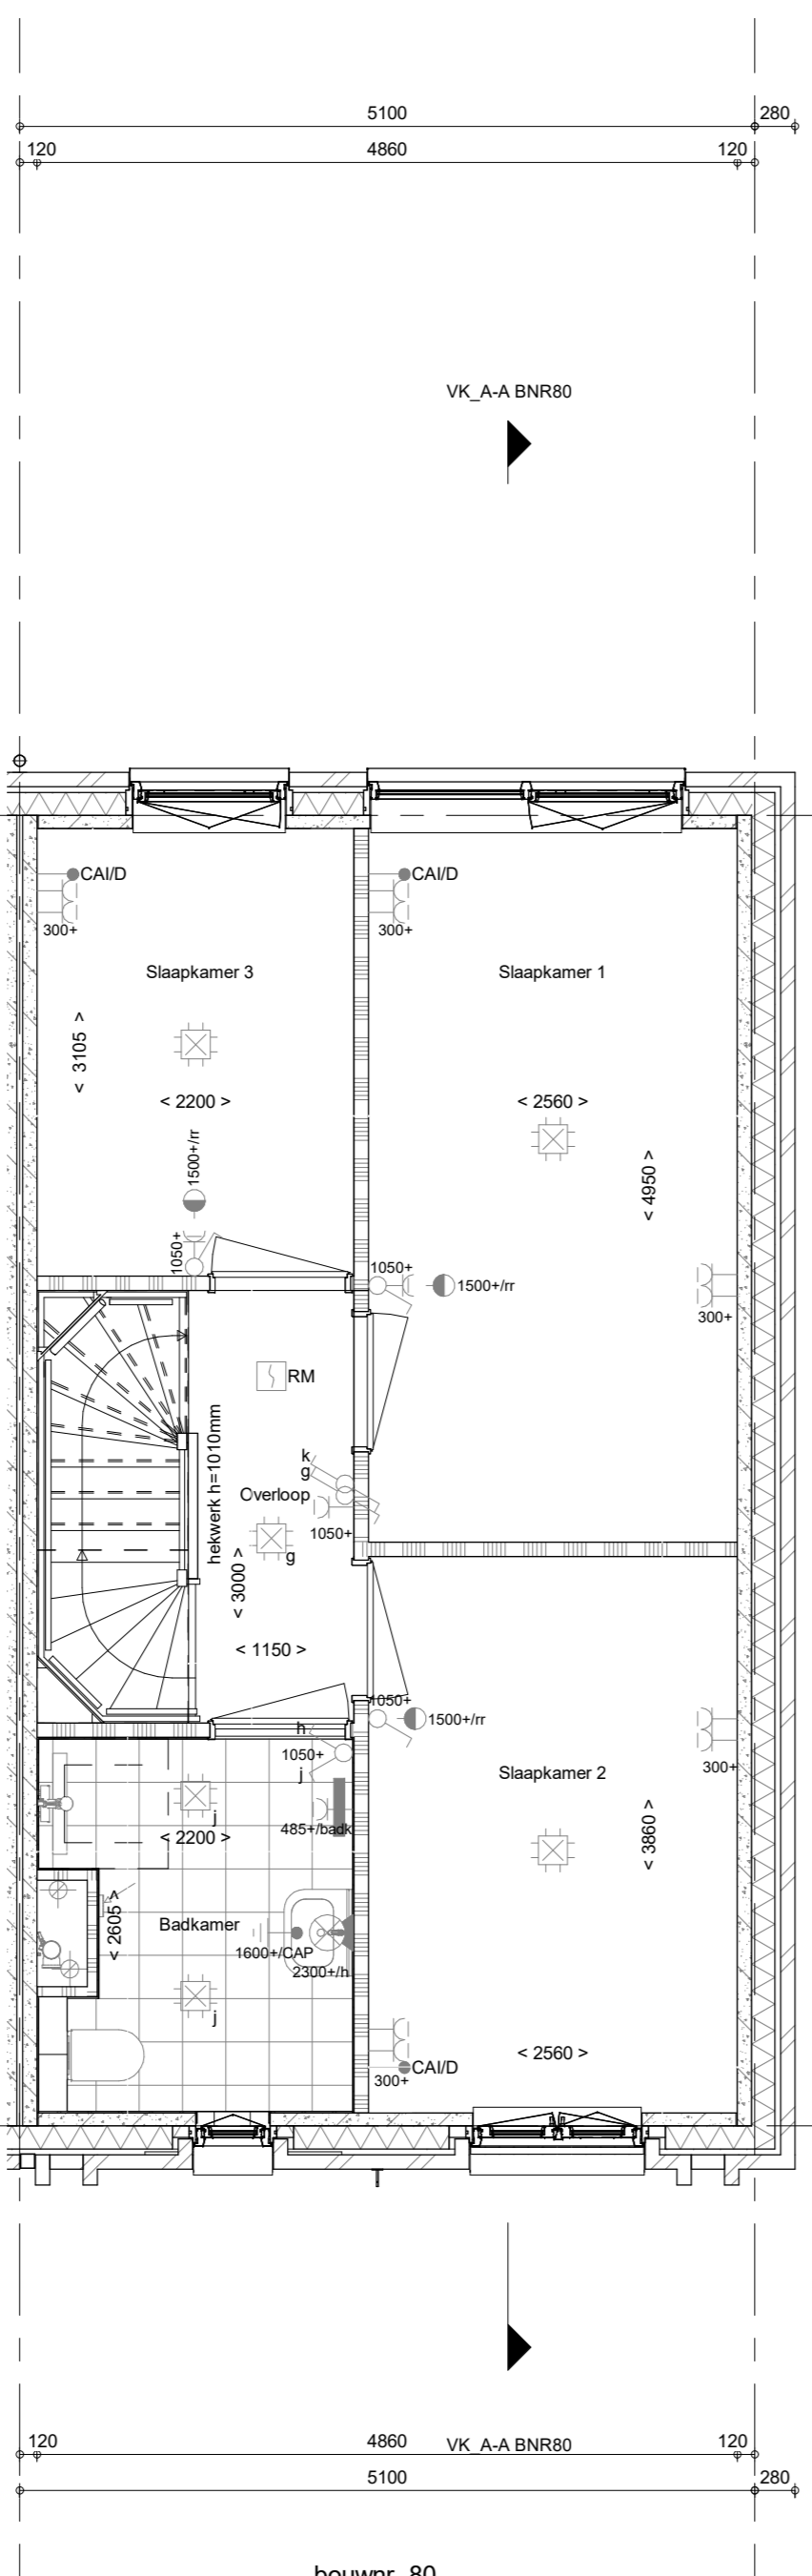 5100 280
120 4860 120
VK_A-A BNR80
CAI/D CAI/D
300+ 300+
Slaapkamer 3 Slaapkamer 1
< 3105 >
< 2200 > < 2560 >
1500+/rr
< 4950 >
1050+
1050+
1500+/rr
300+
RM
hekwerk h=1010mm
k
g
Overloop
1050+
g
< 3000 >
< 1150 >
1050+
1500+/rr
h
1050+
j
300+
Slaapkamer 2
j
485+/badk
< 2200 >
< 3860 >
< 2605 >
Badkamer
1600+/CAP
2300+/h
j
< 2560 >
CAI/D
300+
120 4860 VK_A-A BNR80 120
5100 280
bouwnr. 80